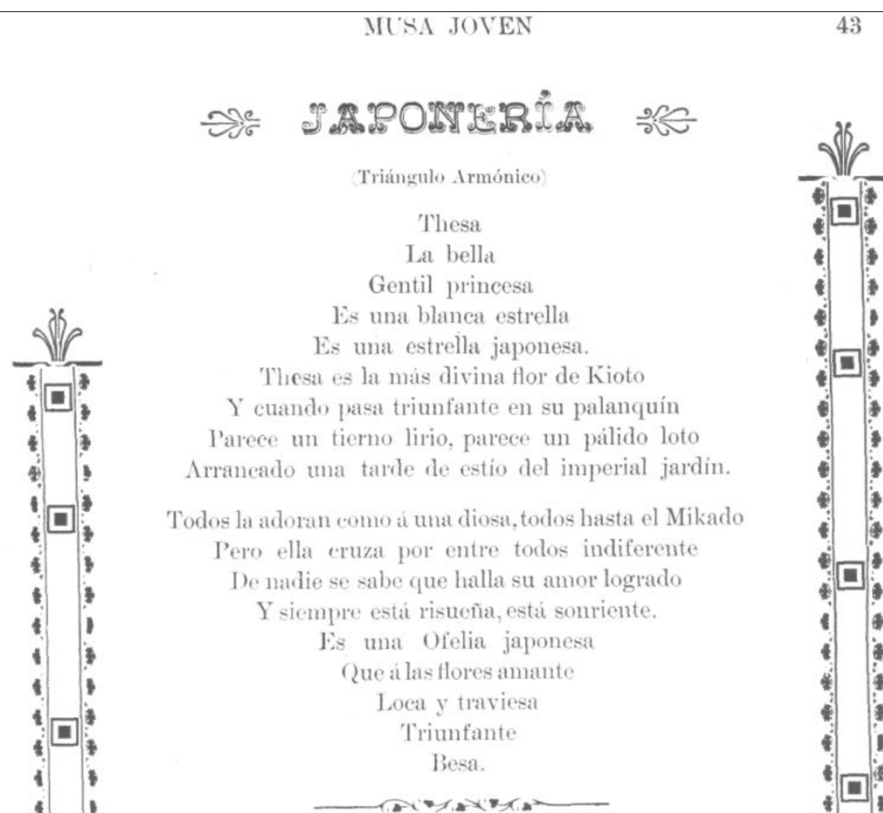 MUSA JOVEN 43
JAPONERÍA
(Triángulo Armónico)
Thesa
La bella
Gentil princesa
Es una blanca estrella
Es una estrella japonesa.
Thesa es la más divina flor de Kioto
Y cuando pasa triunfante en su palanquín
Parece un tierno lirio, parece un pálido loto
Arrancado una tarde de estío del imperial jardín.
Todos la adoran como á una diosa, todos hasta el Mikado
Pero ella cruza por entre todos indiferente
De nadie se sabe que halla su amor logrado
Y siempre está risueña, está sonriente.
Es una Ofelia japonesa
Que á las flores amante
Loca y traviesa
Triunfante
Besa.